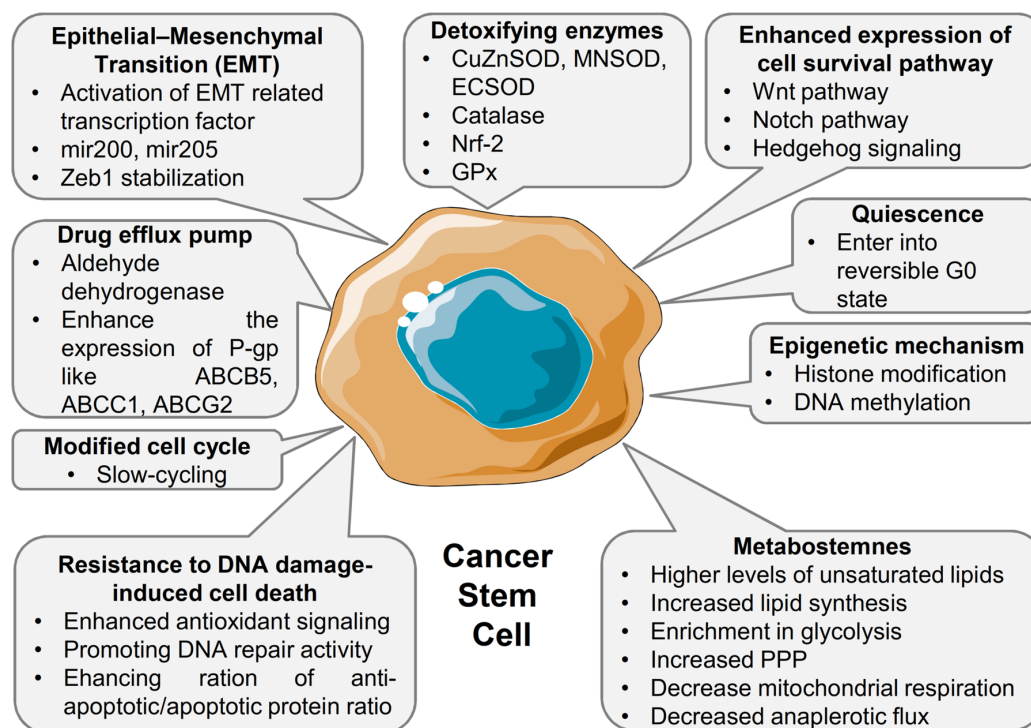 Epithelial–Mesenchymal
Transition (EMT)
• Activation of EMT related
transcription factor
• mir200, mir205
• Zeb1 stabilization
Detoxifying enzymes
• CuZnSOD, MNSOD,
ECSOD
• Catalase
• Nrf-2
• GPx
Enhanced expression of
cell survival pathway
• Wnt pathway
• Notch pathway
• Hedgehog signaling
Drug efflux pump
• Aldehyde
dehydrogenase
• Enhance the
expression of P-gp
like ABCB5,
ABCC1, ABCG2
Quiescence
• Enter into
reversible G0
state
Epigenetic mechanism
• Histone modification
• DNA methylation
Modified cell cycle
• Slow-cycling
Resistance to DNA damage-
induced cell death
• Enhanced antioxidant signaling
• Promoting DNA repair activity
• Ehancing ration of anti-
apoptotic/apoptotic protein ratio
Cancer
Stem
Cell
Metabostemnes
• Higher levels of unsaturated lipids
• Increased lipid synthesis
• Enrichment in glycolysis
• Increased PPP
• Decrease mitochondrial respiration
• Decreased anaplerotic flux